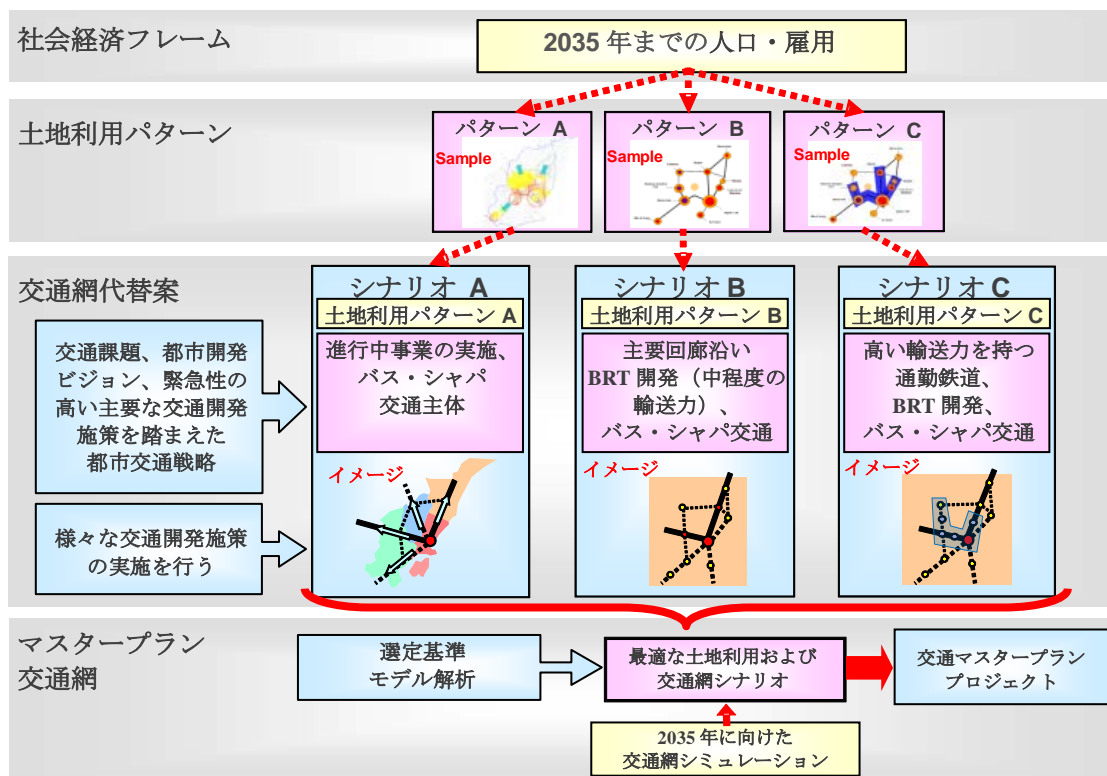 社会経済フレーム
2035 年までの人口・雇用
土地利用パターン
パターン A
Sample
パターン B
Sample
パターン C
Sample
交通網代替案
交通課題、都市開発
ビジョン、緊急性の
高い主要な交通開発
施策を踏まえた
都市交通戦略
様々な交通開発施策
の実施を行う
シナリオ A
土地利用パターン A
進行中事業の実施、
バス・シャパ
交通主体
イメージ
シナリオ B
土地利用パターン B
主要回廊沿い
BRT 開発（中程度の
輸送力）、
バス・シャパ交通
イメージ
シナリオ C
土地利用パターン C
高い輸送力を持つ
通勤鉄道、
BRT 開発、
バス・シャパ交通
イメージ
マスタープラン
交通網
選定基準
モデル解析
最適な土地利用および
交通網シナリオ
交通マスタープラン
プロジェクト
2035 年に向けた
交通網シミュレーション